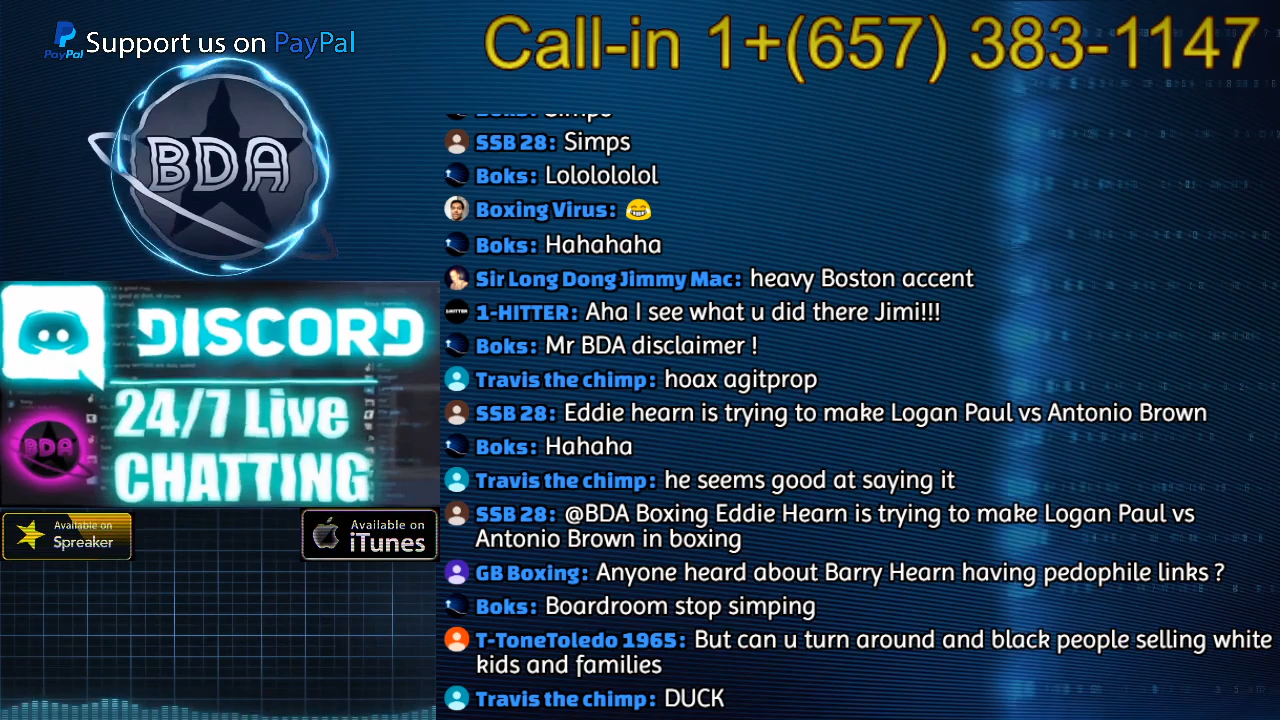 PayPal
Support us on PayPal
Call-in 1+(657) 383-1147
BDA
DISCORD
24/7 Live
CHATTING
BDA
Available on
Spreaker
Available on
iTunes
Simps
SSB 28: Simps
Boks: Lolololololol
Boxing Virus: 😂
Boks: Hahahaha
Sir Long Dong Jimmy Mac: heavy Boston accent
1-HITTER: Aha I see what u did there Jimi!!!
Boks: Mr BDA disclaimer !
Travis the chimp: hoax agitprop
SSB 28: Eddie hearn is trying to make Logan Paul vs Antonio Brown
Boks: Hahaha
Travis the chimp: he seems good at saying it
SSB 28: @BDA Boxing Eddie Hearn is trying to make Logan Paul vs
Antonio Brown in boxing
GB Boxing: Anyone heard about Barry Hearn having pedophile links ?
Boks: Boardroom stop simping
T-ToneToledo 1965: But can u turn around and black people selling white
kids and families
Travis the chimp: DUCK